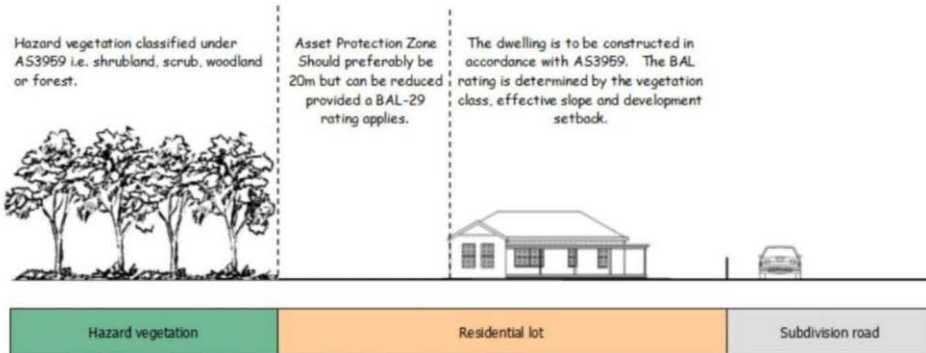 Hazard vegetation classified under
AS3959 i.e. shrubland, scrub, woodland
or forest.
Asset Protection Zone
Should preferably be
20m but can be reduced
provided a BAL-29
rating applies.
The dwelling is to be constructed in
accordance with AS3959. The BAL
rating is determined by the vegetation
class, effective slope and development
setback.
Hazard vegetation
Residential lot
Subdivision road